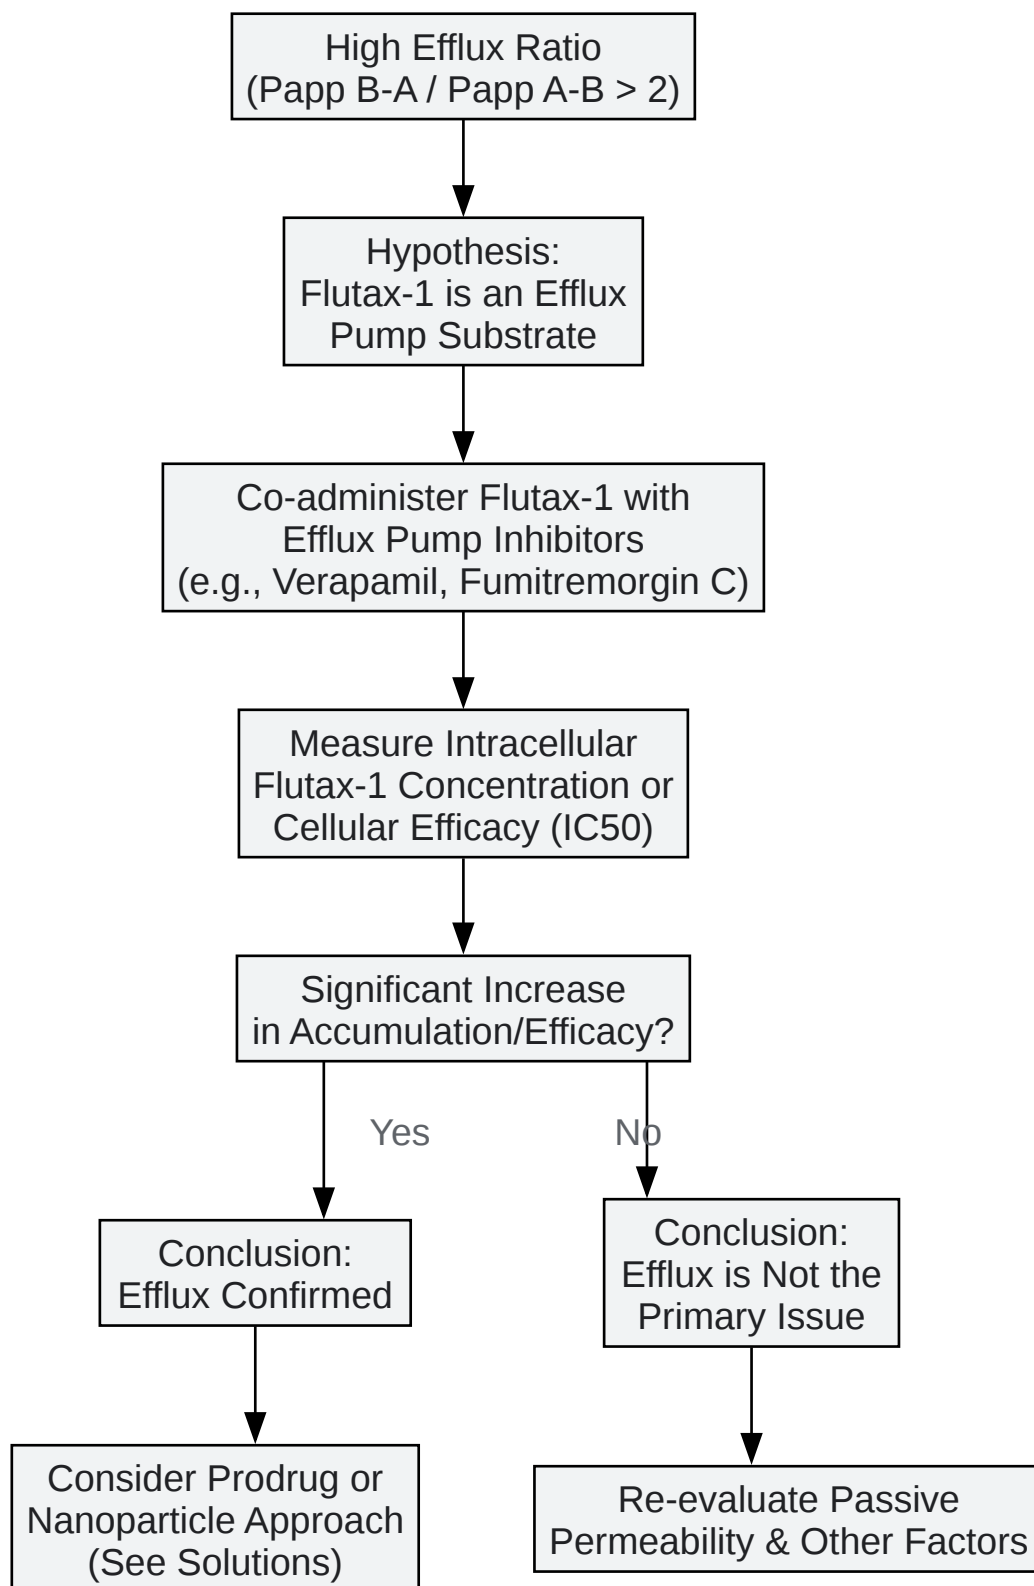 High Efflux Ratio
(Papp B-A / Papp A-B > 2)
Hypothesis:
Flutax-1 is an Efflux
Pump Substrate
Co-administer Flutax-1 with
Efflux Pump Inhibitors
(e.g., Verapamil, Fumitremorgin C)
Measure Intracellular
Flutax-1 Concentration or
Cellular Efficacy (IC50)
Significant Increase
in Accumulation/Efficacy?
Yes
No
Conclusion:
Efflux Confirmed
Conclusion:
Efflux is Not the
Primary Issue
Consider Prodrug or
Nanoparticle Approach
(See Solutions)
Re-evaluate Passive
Permeability & Other Factors